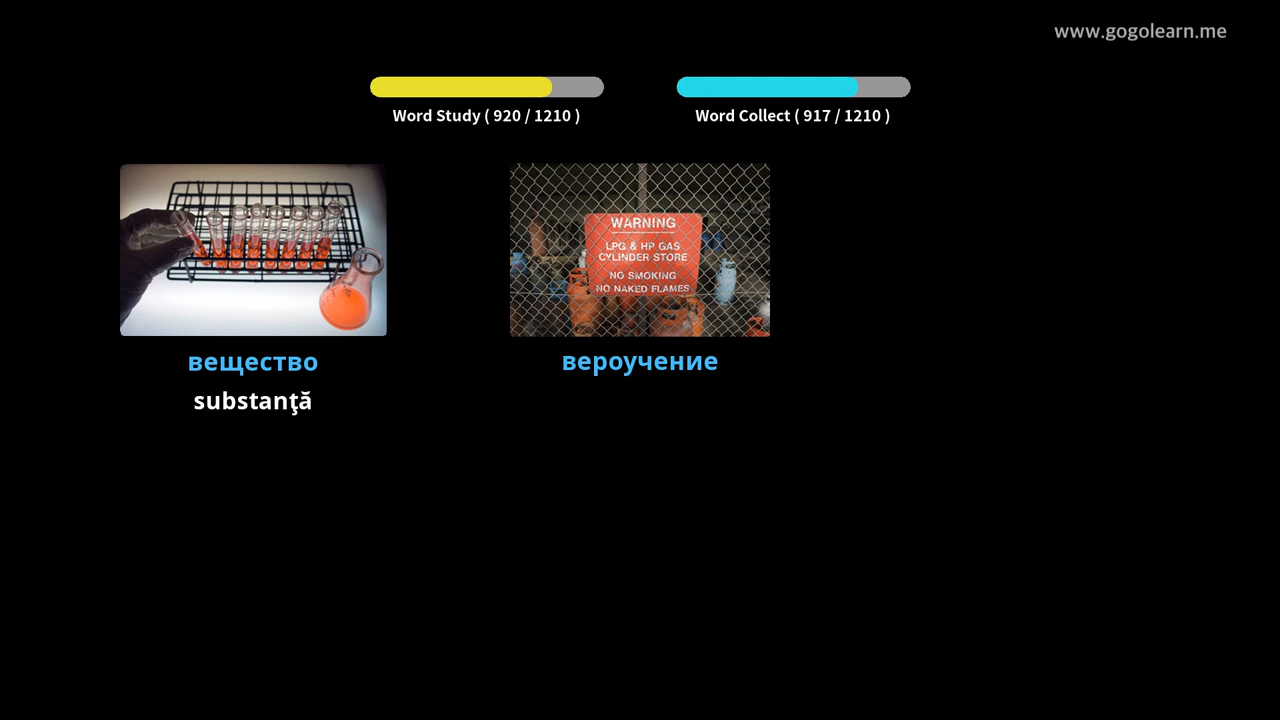 www.gogolearn.me
Word Study ( 920 / 1210 )
Word Collect ( 917 / 1210 )
WARNING
LPG & HP GAS
CYLINDER STORE
NO SMOKING
NO NAKED FLAMES
вещество
вероучение
substanţă